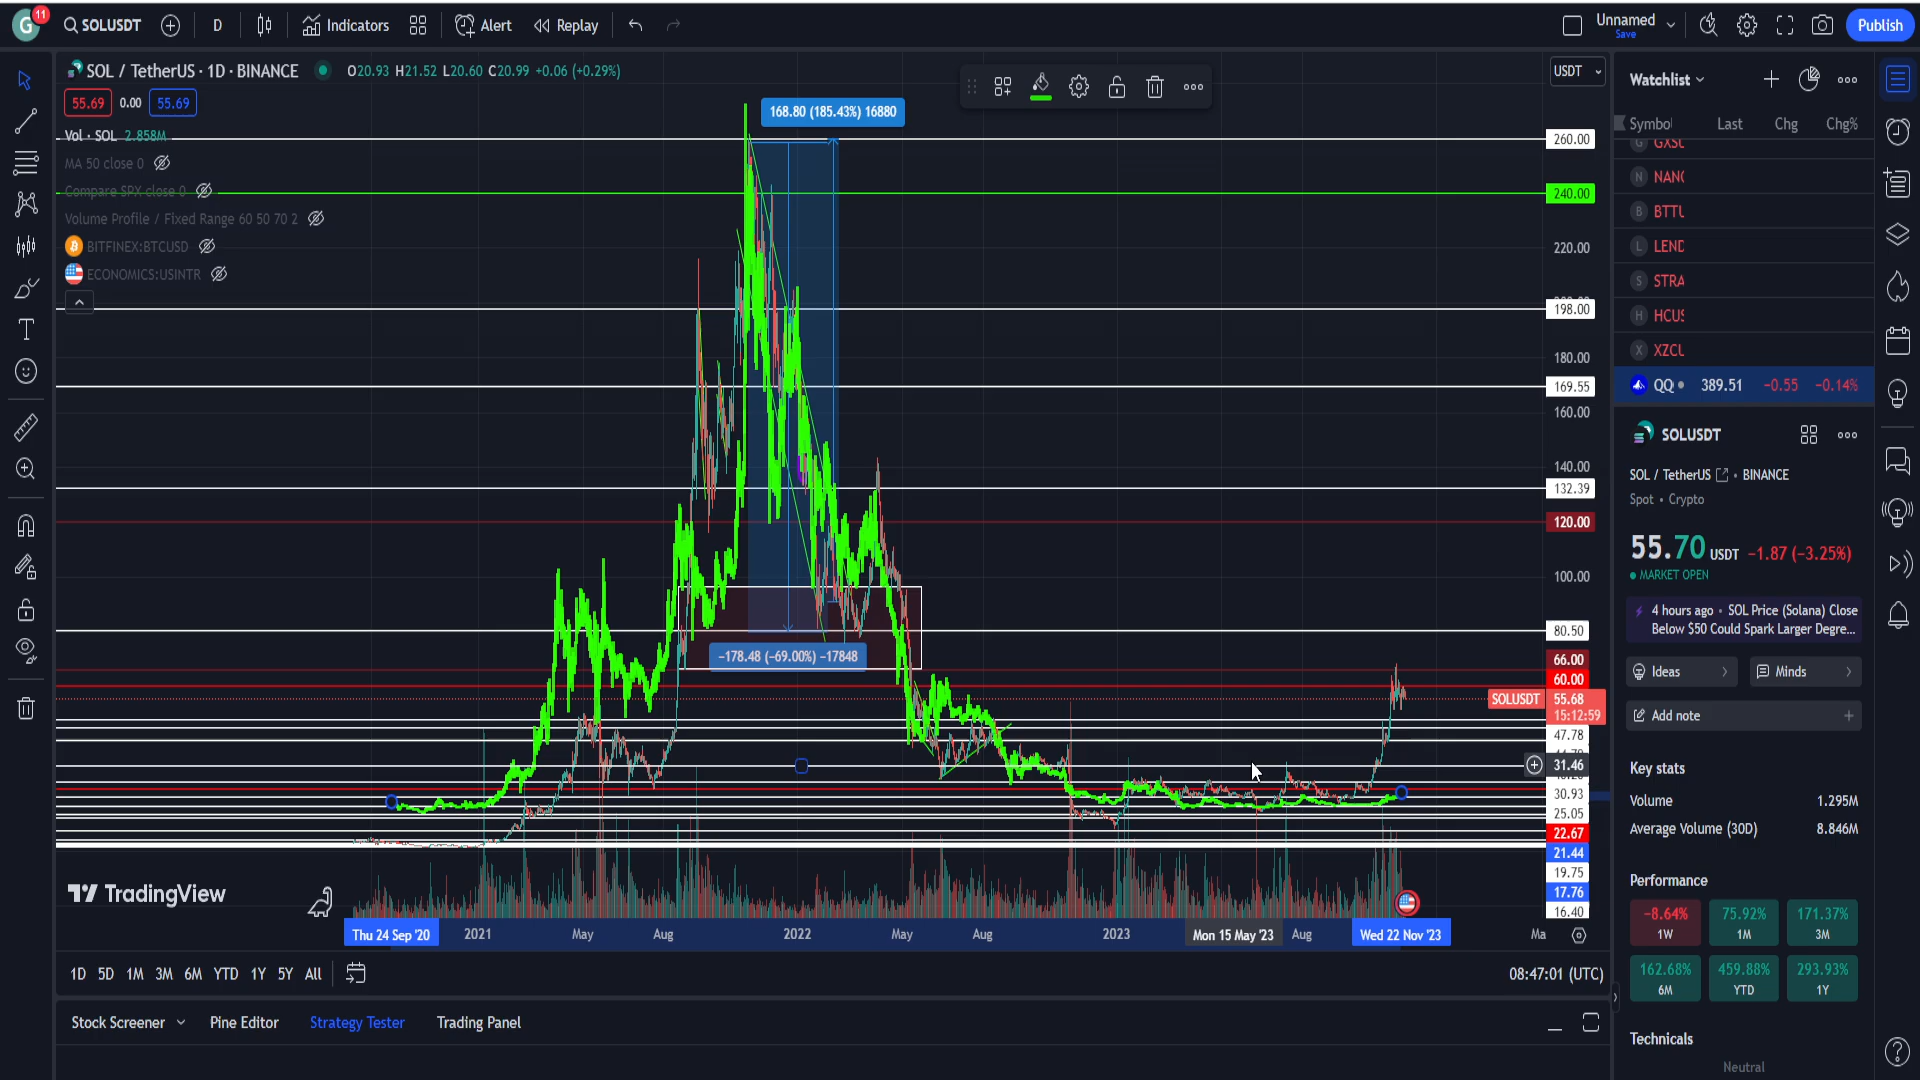 G 11 SOLUSDT D Indicators Alert Replay Unnamed Save Publish
SOL / TetherUS · 1D · BINANCE O20.93 H21.52 L20.60 C20.99 +0.06 (+0.29%)
55.69 0.00 55.69
Vol · SOL 2.858M
MA 50 close 0
Compare SPX close 0
Volume Profile / Fixed Range 60 50 70 2
BITFINEX:BTCUSD
ECONOMICS:USINTR
168.80 (185.43%) 16880
−178.48 (−69.00%) −17848
USDT
260.00
240.00
220.00
198.00
180.00
169.55
160.00
140.00
132.39
120.00
100.00
80.50
66.00
60.00
SOLUSDT 55.68
15:12:59
47.78
31.46
30.93
25.05
22.67
21.44
19.75
17.76
16.40
TradingView
Thu 24 Sep '20 2021 May Aug 2022 May Aug 2023 Mon 15 May '23 Aug Wed 22 Nov '23 Ma
1D 5D 1M 3M 6M YTD 1Y 5Y All 08:47:01 (UTC)
Stock Screener Pine Editor Strategy Tester Trading Panel
Watchlist
Symbol Last Chg Chg%
G GXSU
N NANO
B BTTU
L LEND
S STRA
H HCUS
X XZCU
QQ 389.51 −0.55 −0.14%
SOLUSDT
SOL / TetherUS · BINANCE
Spot • Crypto
55.70 USDT −1.87 (−3.25%)
MARKET OPEN
4 hours ago • SOL Price (Solana) Close
Below $50 Could Spark Larger Degre...
Ideas Minds
Add note
Key stats
Volume 1.295M
Average Volume (30D) 8.846M
Performance
−8.64% 75.92% 171.37%
1W 1M 3M
162.68% 459.88% 293.93%
6M YTD 1Y
Technicals
Neutral